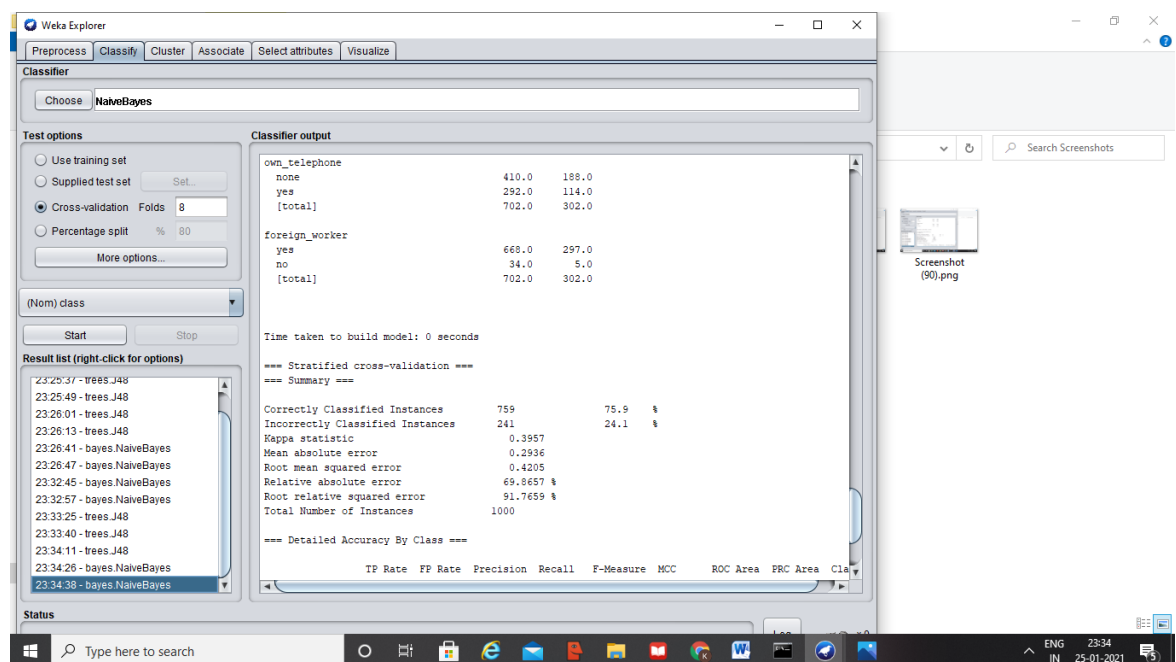 Weka Explorer
Preprocess Classify Cluster Associate Select attributes Visualize
Classifier
Choose NaiveBayes
Test options
Use training set
Supplied test set Set...
Cross-validation Folds 8
Percentage split % 80
More options...
(Nom) class
Start Stop
Result list (right-click for options)
23:25:37 - trees.J48
23:25:49 - trees.J48
23:26:01 - trees.J48
23:26:13 - trees.J48
23:26:41 - bayes.NaiveBayes
23:26:47 - bayes.NaiveBayes
23:32:45 - bayes.NaiveBayes
23:32:57 - bayes.NaiveBayes
23:33:25 - trees.J48
23:33:40 - trees.J48
23:34:11 - trees.J48
23:34:26 - bayes.NaiveBayes
23:34:38 - bayes.NaiveBayes
Classifier output
own_telephone
none 410.0 188.0
yes 292.0 114.0
[total] 702.0 302.0
foreign_worker
yes 668.0 297.0
no 34.0 5.0
[total] 702.0 302.0
Time taken to build model: 0 seconds
=== Stratified cross-validation ===
=== Summary ===
Correctly Classified Instances 759 75.9 %
Incorrectly Classified Instances 241 24.1 %
Kappa statistic 0.3957
Mean absolute error 0.2936
Root mean squared error 0.4205
Relative absolute error 69.8657 %
Root relative squared error 91.7659 %
Total Number of Instances 1000
=== Detailed Accuracy By Class ===
TP Rate FP Rate Precision Recall F-Measure MCC ROC Area PRC Area Cla
Status
Search Screenshots
Screenshot
(90).png
Type here to search
ENG
IN
23:34
25-01-2021
5